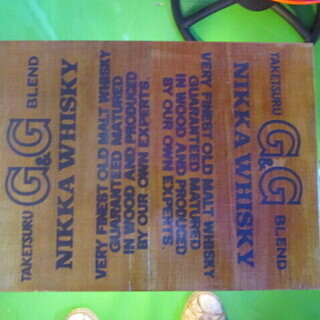 TAKETSURU
G&G
BLEND
NIKKA WHISKY
VERY FINEST OLD MALT WHISKY
GUARANTEED MATURED
IN WOOD AND PRODUCED
BY OUR OWN EXPERTS.
TAKETSURU
G&G
BLEND
NIKKA WHISKY
VERY FINEST OLD MALT WHISKY
GUARANTEED MATURED
IN WOOD AND PRODUCED
BY OUR OWN EXPERTS.